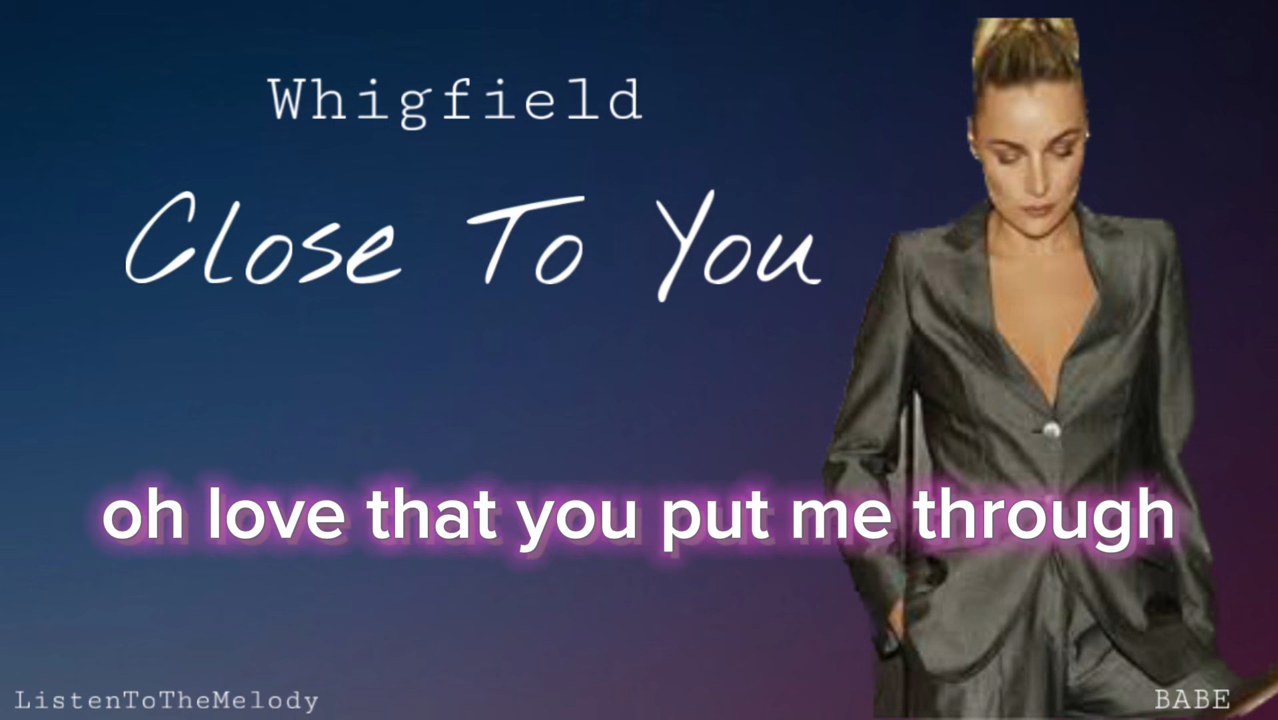 Whigfield
Close To You
oh love that you put me through
ListenToTheMelody
BABE